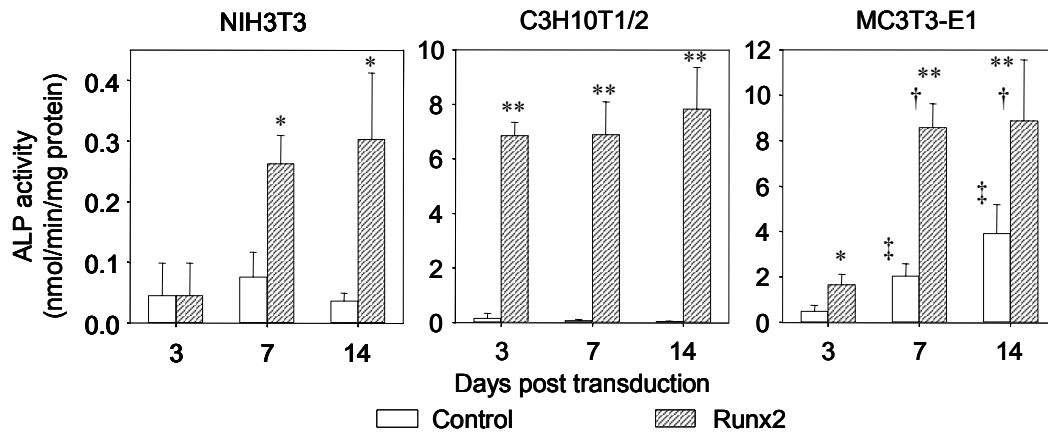 NIH3T3 C3H10T1/2 MC3T3-E1
ALP activity
(nmol/min/mg protein)
0.4
0.3
0.2
0.1
0.0
* *
3 7 14
10
8
6
4
2
0
** ** **
3 7 14
12
10
8
6
4
2
0
* ** **
† †
‡ ‡
3 7 14
Days post transduction
Control Runx2